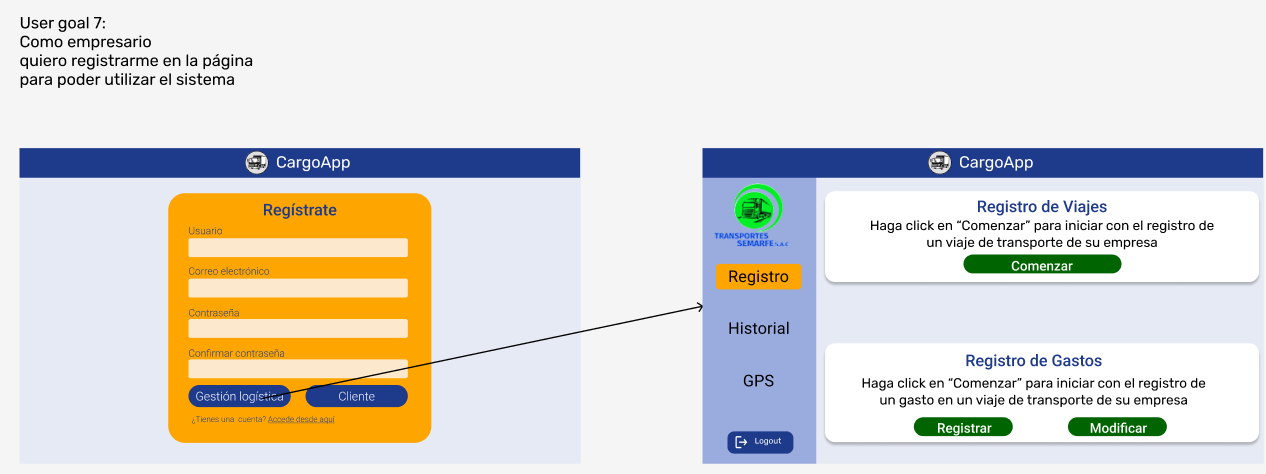 User goal 7:
Como empresario
quiero registrarme en la página
para poder utilizar el sistema
CargoApp
Regístrate
Usuario
Correo electrónico
Contraseña
Confirmar contraseña
Gestión logística
Cliente
¿Tienes una cuenta? Accede desde aquí
CargoApp
TRANSPORTES
SEMARFE S.A.C
Registro
Historial
GPS
Logout
Registro de Viajes
Haga click en “Comenzar” para iniciar con el registro de
un viaje de transporte de su empresa
Comenzar
Registro de Gastos
Haga click en “Comenzar” para iniciar con el registro de
un gasto en un viaje de transporte de su empresa
Registrar
Modificar